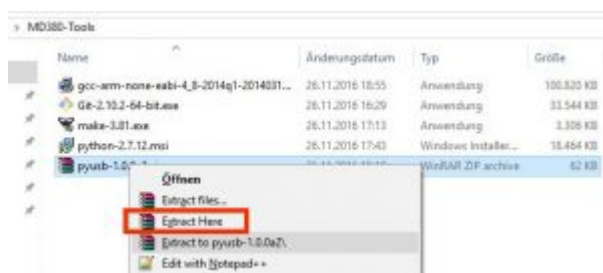 MD380-Tools
Name Änderungsdatum Typ Größe
gcc-arm-none-eabi-4_8-2014q1-2014031... 26.11.2016 18:55 Anwendung 100.820 KB
Git-2.10.2-64-bit.exe 26.11.2016 16:29 Anwendung 33.544 KB
make-3.81.exe 26.11.2016 17:13 Anwendung 3.306 KB
python-2.7.12.msi 26.11.2016 17:43 Windows Installer... 18.464 KB
pyusb-1.0. WinRAR ZIP archive 62 KB
Öffnen
Extract files...
Extract Here
Extract to pyusb-1.0.0a2\
Edit with Notepad++